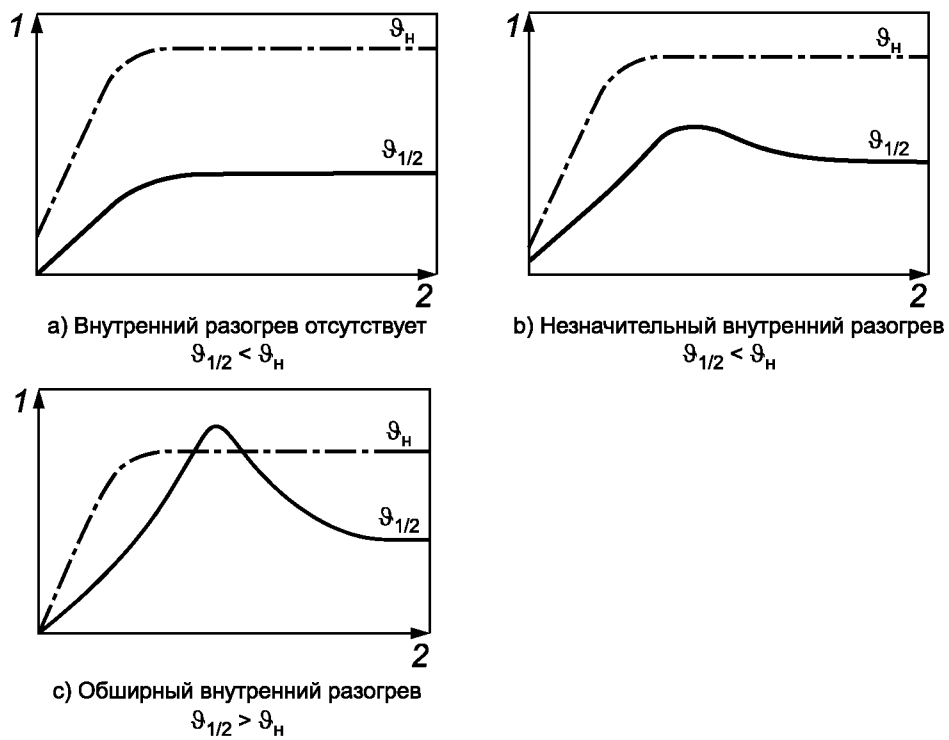 1
ϑн
ϑ1/2
2
a) Внутренний разогрев отсутствует
ϑ1/2 < ϑн
1
ϑн
ϑ1/2
2
b) Незначительный внутренний разогрев
ϑ1/2 < ϑн
1
ϑн
ϑ1/2
2
c) Обширный внутренний разогрев
ϑ1/2 > ϑн